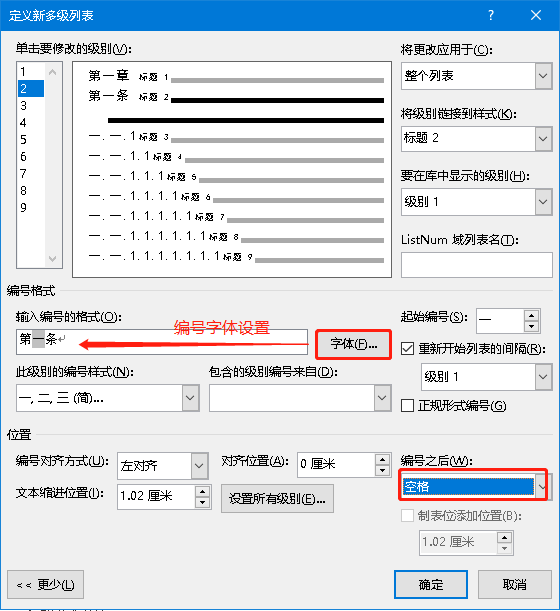 定义新多级列表 ? ×
单击要修改的级别(V):
1
2
3
4
5
6
7
8
9
第一章 标题 1
第一条 标题 2
一.一.1 标题 3
一.一.1.1 标题 4
一.一.1.1.1 标题 5
一.一.1.1.1.1 标题 6
一.一.1.1.1.1.1 标题 7
一.一.1.1.1.1.1.1 标题 8
一.一.1.1.1.1.1.1.1 标题 9
将更改应用于(C):
整个列表
将级别链接到样式(K):
标题 2
要在库中显示的级别(H):
级别 1
ListNum 域列表名(T):
编号格式
输入编号的格式(O):
编号字体设置
第一条↵
字体(F)...
起始编号(S): 一
重新开始列表的间隔(R):
级别 1
正规形式编号(G)
此级别的编号样式(N):
一, 二, 三 (简)...
包含的级别编号来自(D):
位置
编号对齐方式(U): 左对齐
对齐位置(A): 0 厘米
文本缩进位置(I): 1.02 厘米
设置所有级别(E)...
编号之后(W):
空格
制表位添加位置(B):
1.02 厘米
<< 更少(L)
确定
取消